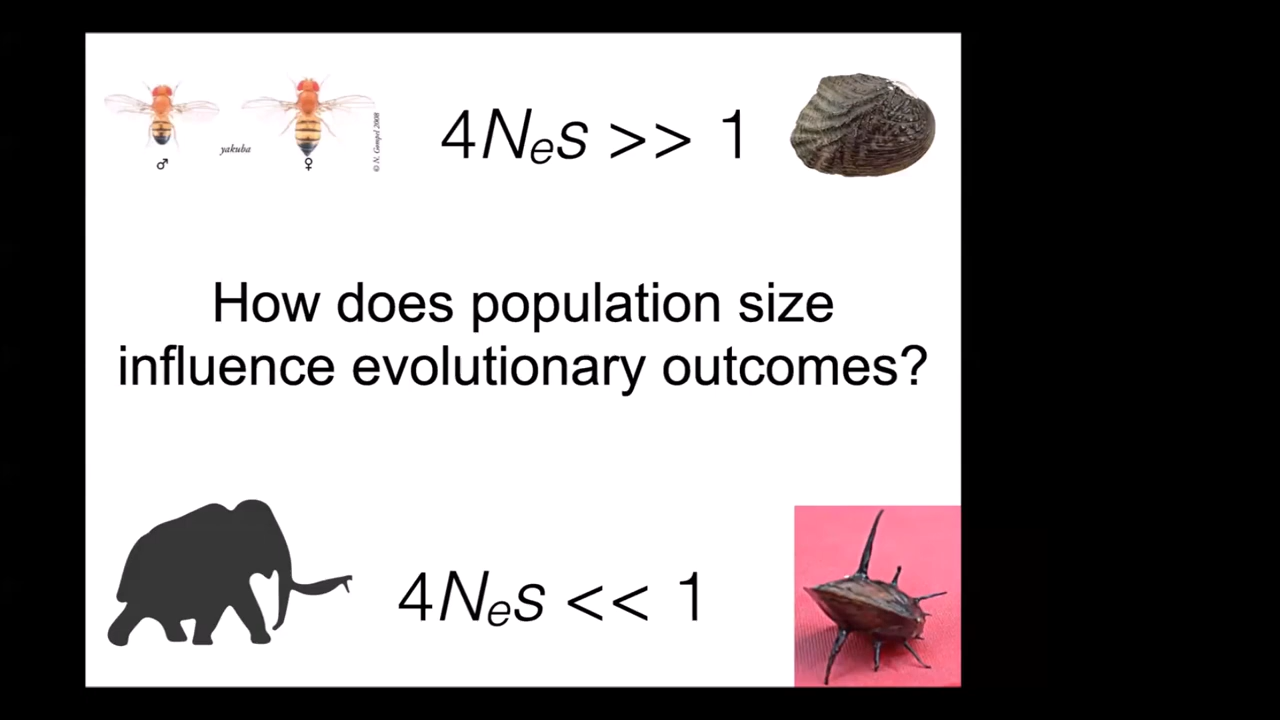 4Nes >> 1
♂
yakuba
♀
© N. Gompel 2008
How does population size
influence evolutionary outcomes?
4Nes << 1